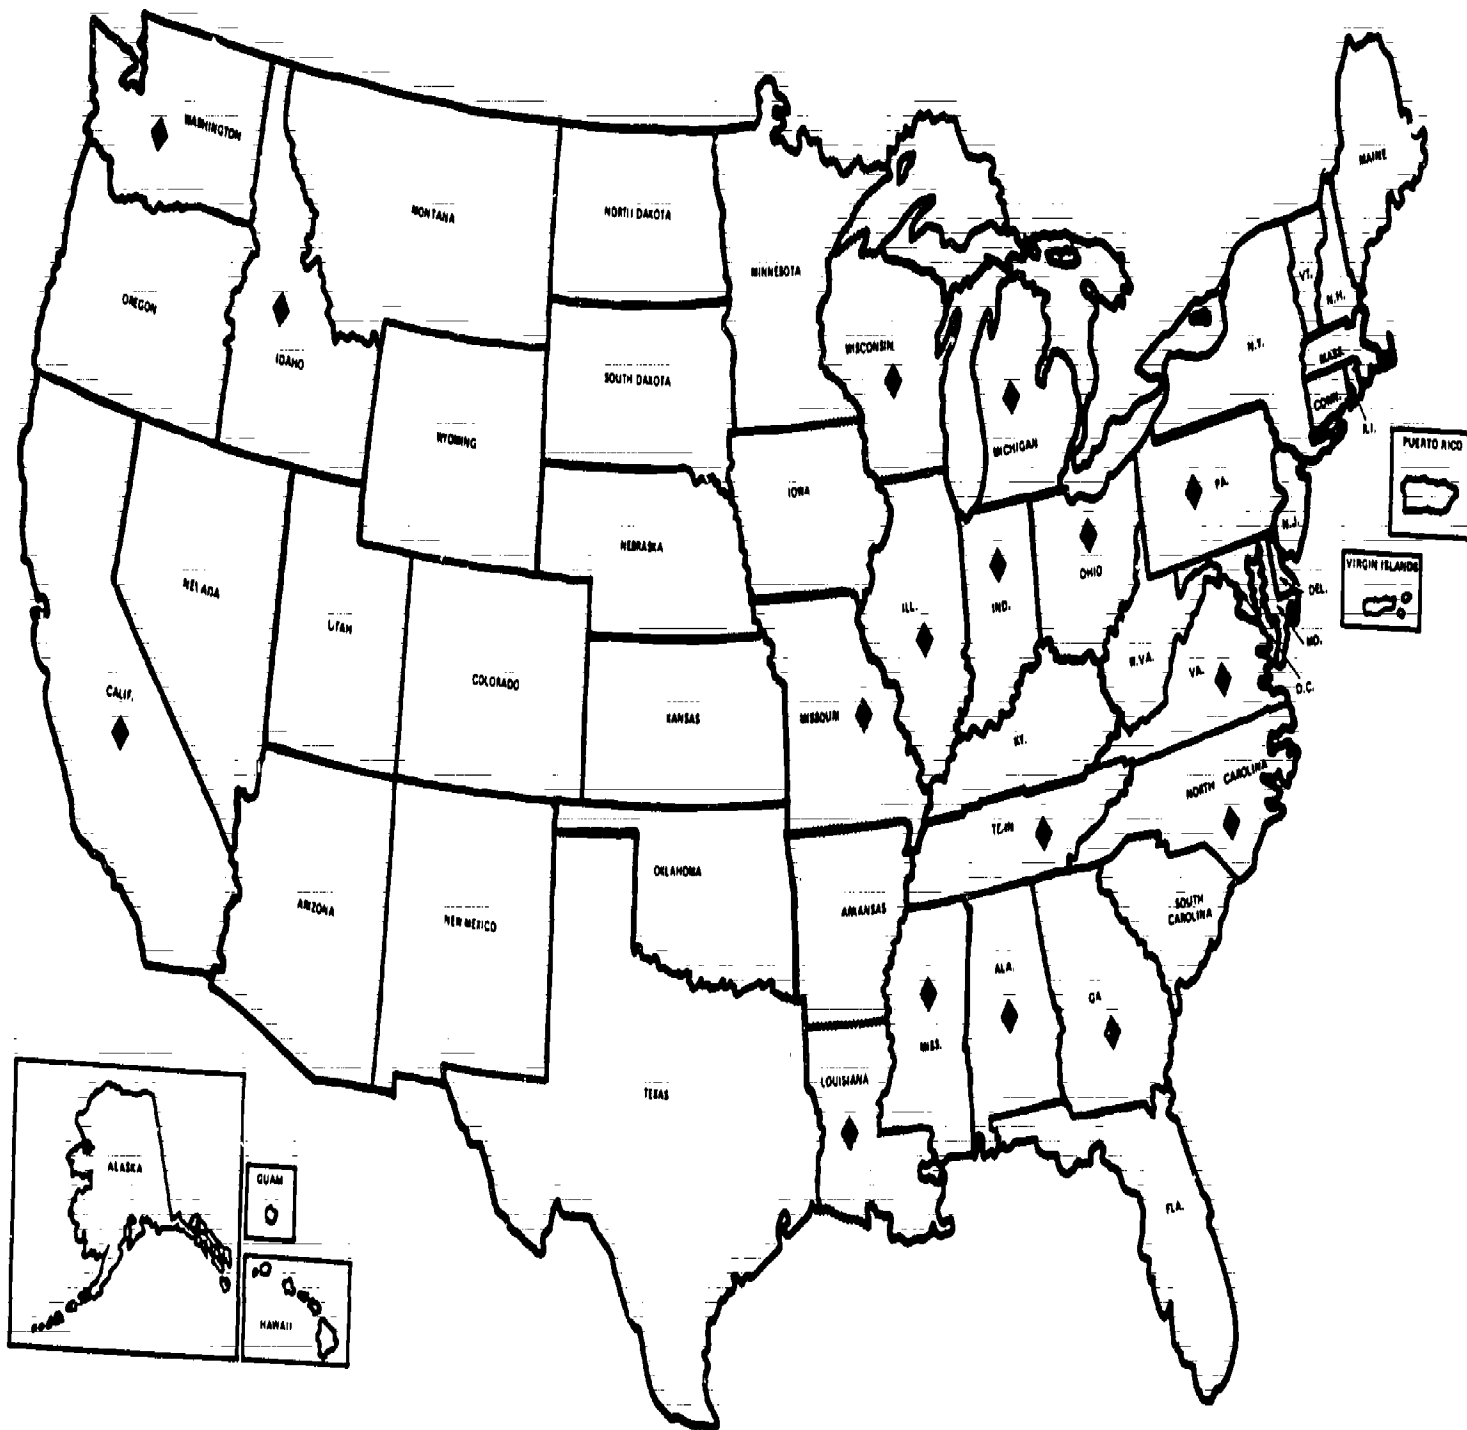 WASHINGTON
MAINE
MONTANA
NORTH DAKOTA
MINNESOTA
OREGON
VT.
N.H.
IDAHO
WISCONSIN
N.Y.
MASS.
SOUTH DAKOTA
CONN.
R.I.
WYOMING
MICHIGAN
PUERTO RICO
IOWA
PA.
N.J.
NEBRASKA
NEVADA
OHIO
VIRGIN ISLANDS
DEL.
ILL.
IND.
UTAH
MD.
W.VA.
VA.
COLORADO
D.C.
CALIF.
KANSAS
MISSOURI
KY.
NORTH CAROLINA
TENN
OKLAHOMA
ARIZONA
NEW MEXICO
ARKANSAS
SOUTH
CAROLINA
ALA.
GA
MISS.
LOUISIANA
TEXAS
ALASKA
GUAM
FLA.
HAWAII